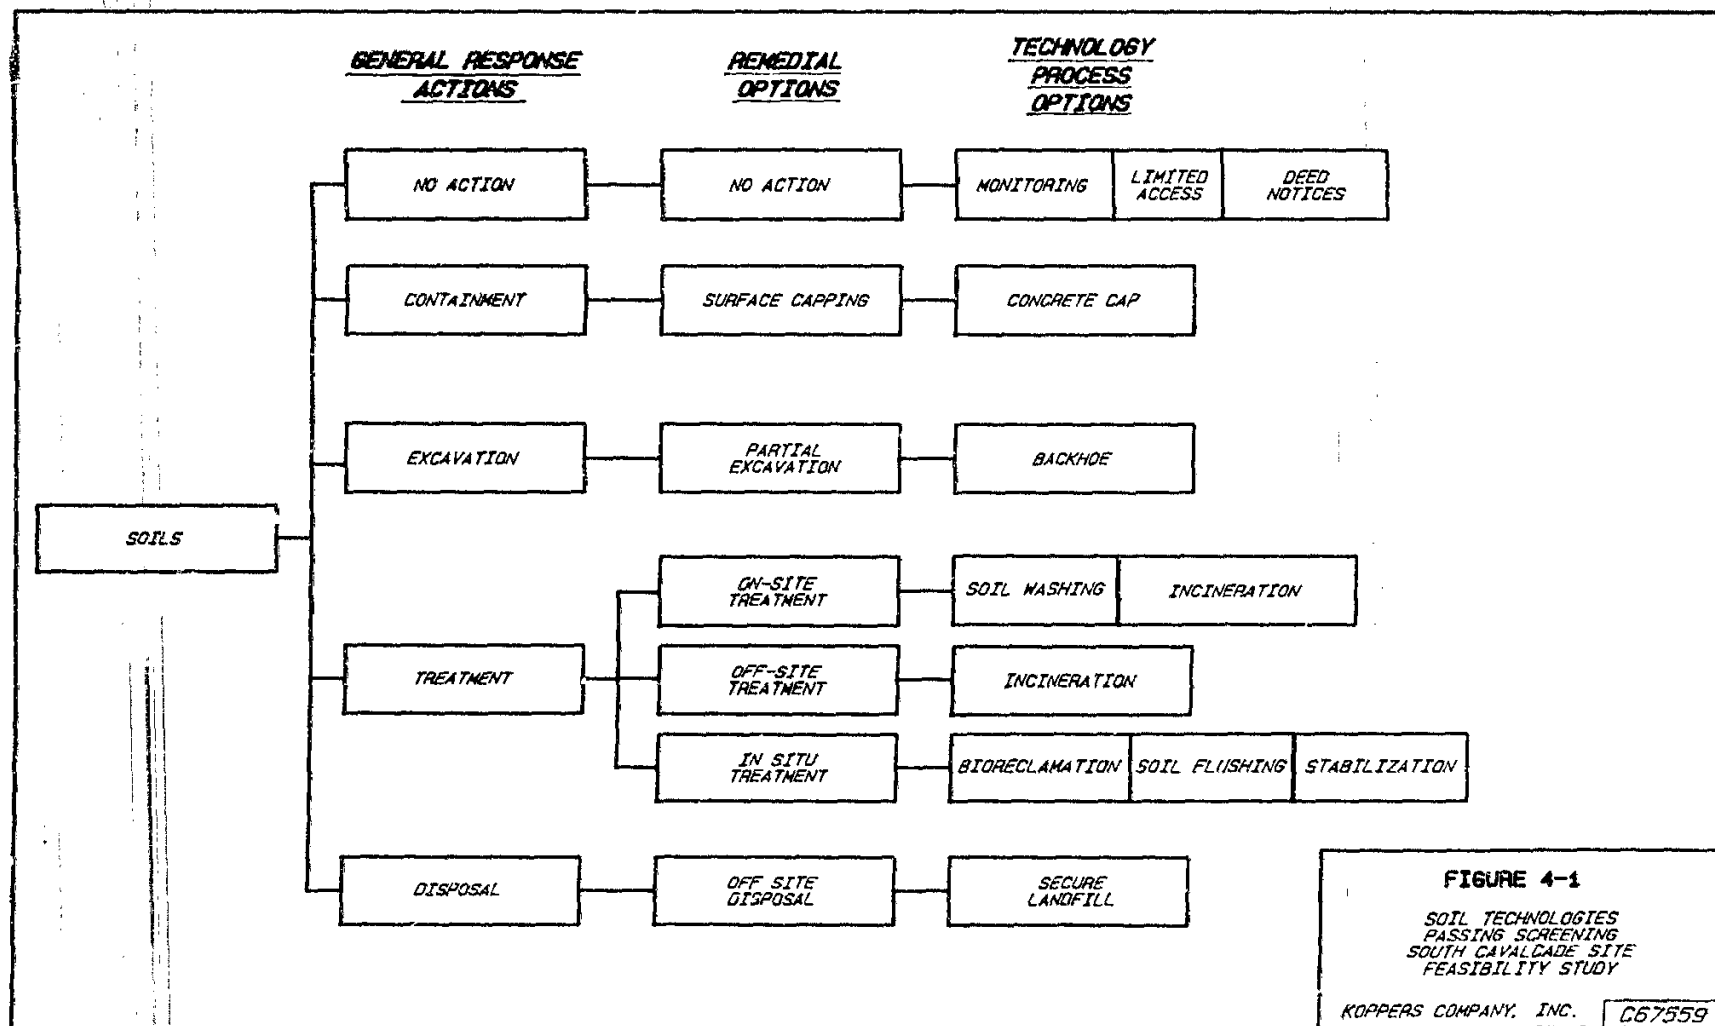 GENERAL RESPONSE
ACTIONS
REMEDIAL
OPTIONS
TECHNOLOGY
PROCESS
OPTIONS
NO ACTION
NO ACTION
MONITORING
LIMITED
ACCESS
DEED
NOTICES
CONTAINMENT
SURFACE CAPPING
CONCRETE CAP
EXCAVATION
PARTIAL
EXCAVATION
BACKHOE
SOILS
ON-SITE
TREATMENT
SOIL WASHING
INCINERATION
TREATMENT
OFF-SITE
TREATMENT
INCINERATION
IN SITU
TREATMENT
BIORECLAMATION
SOIL FLUSHING
STABILIZATION
DISPOSAL
OFF SITE
DISPOSAL
SECURE
LANDFILL
FIGURE 4-1
SOIL TECHNOLOGIES
PASSING SCREENING
SOUTH CAVALCADE SITE
FEASIBILITY STUDY
KOPPERS COMPANY, INC.
C67559